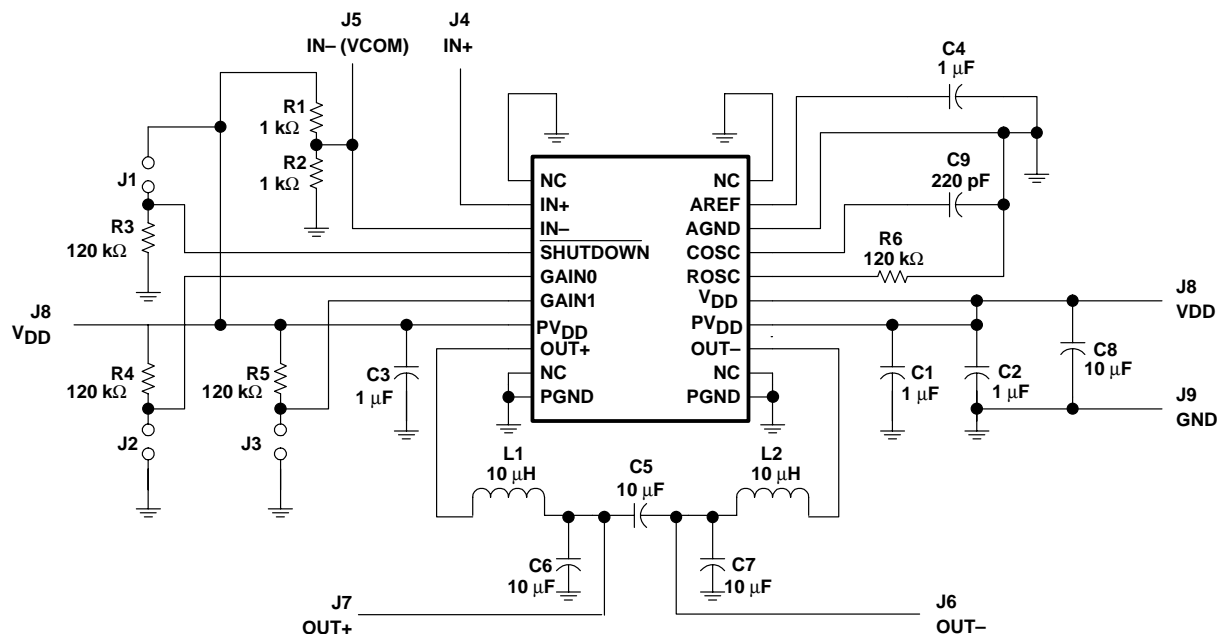 J5
IN– (VCOM)
J4
IN+
C4
1 µF
R1
1 kΩ
R2
1 kΩ
J1
R3
120 kΩ
C9
220 pF
R6
120 kΩ
NC
IN+
IN–
SHUTDOWN
GAIN0
GAIN1
PVDD
OUT+
NC
PGND
NC
AREF
AGND
COSC
ROSC
VDD
PVDD
OUT–
NC
PGND
J8
VDD
J8
VDD
R4
120 kΩ
R5
120 kΩ
C3
1 µF
C1
1 µF
C2
1 µF
C8
10 µF
J9
GND
J2
J3
L1
10 µH
C5
10 µF
L2
10 µH
C6
10 µF
C7
10 µF
J7
OUT+
J6
OUT–